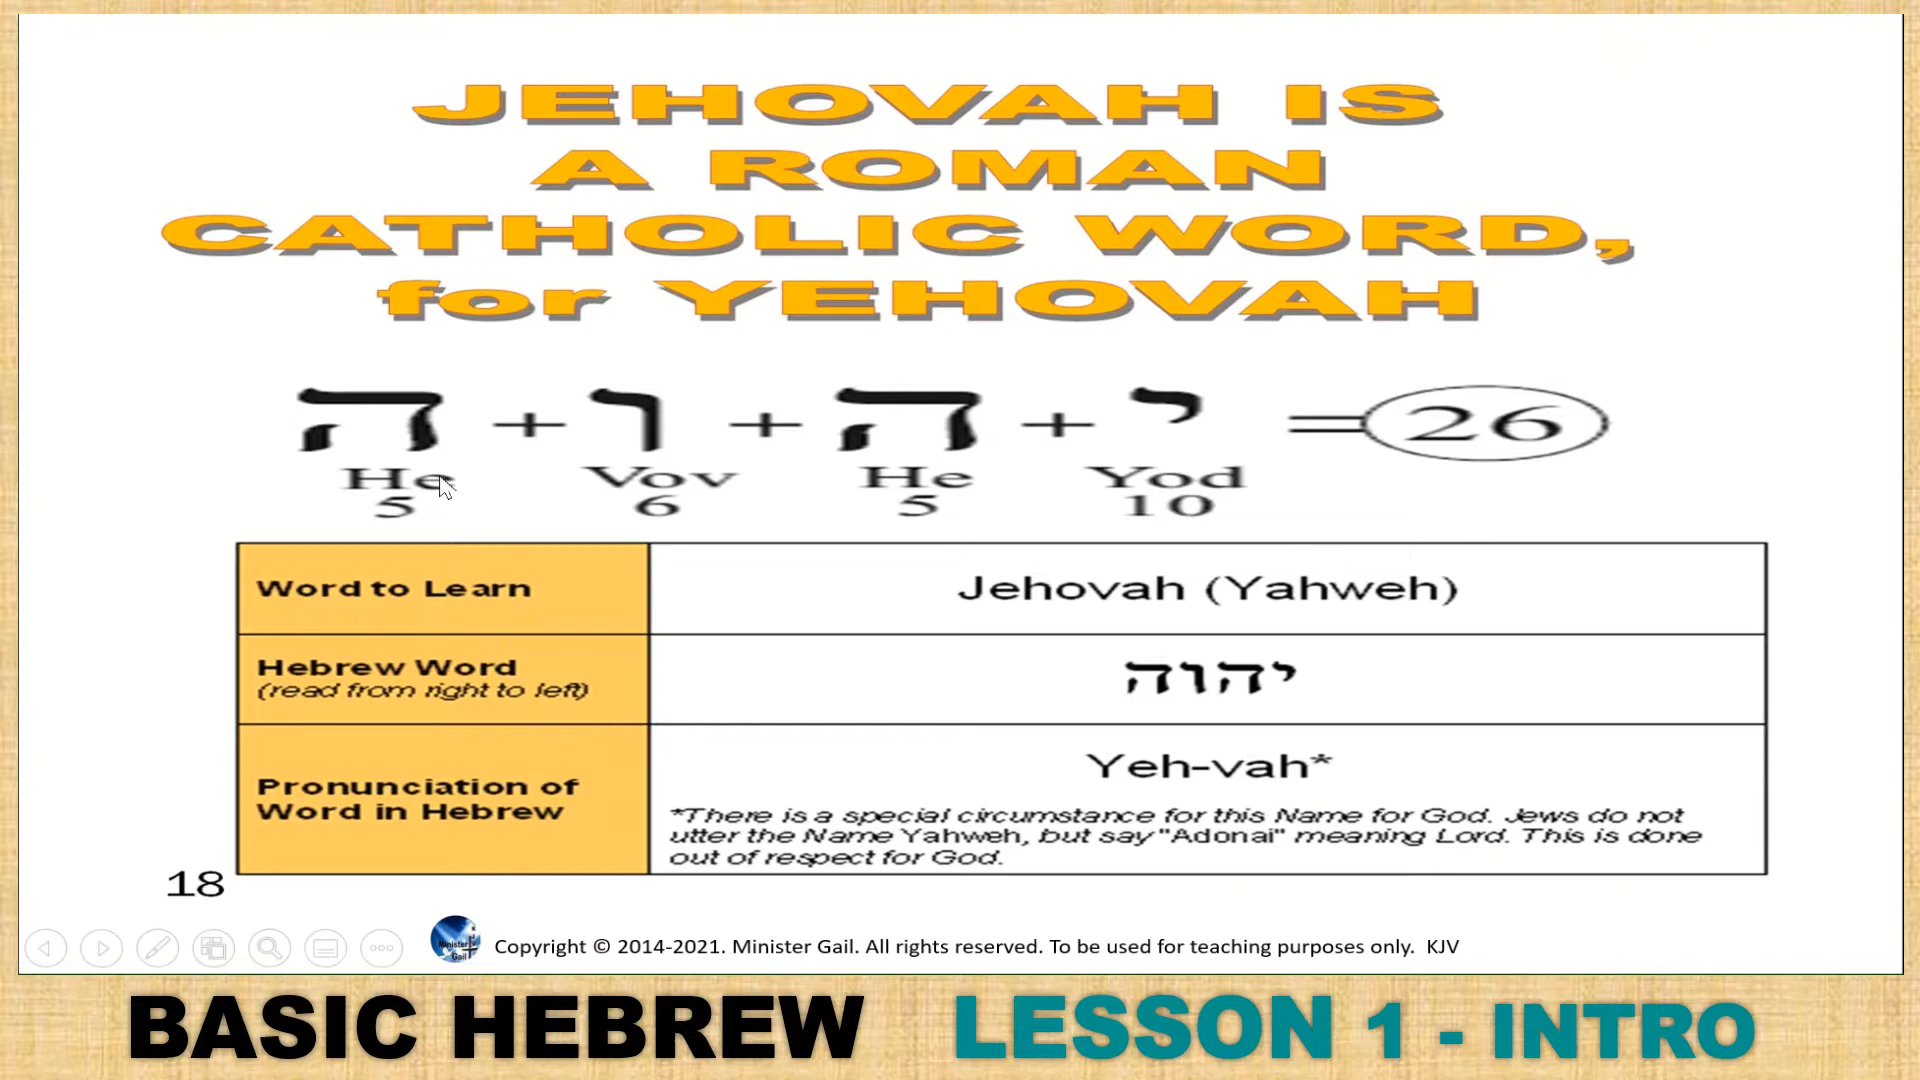 JEHOVAH IS
A ROMAN
CATHOLIC WORD,
for YEHOVAH
ה + ו + ה + י = 26
He Vov He Yod
5 6 5 10
Word to Learn
Jehovah (Yahweh)
Hebrew Word
(read from right to left)
יהוה
Pronunciation of
Word in Hebrew
Yeh-vah*
*There is a special circumstance for this Name for God. Jews do not
utter the Name Yahweh, but say "Adonai" meaning Lord. This is done
out of respect for God.
18
Minister
Gail
Copyright © 2014-2021. Minister Gail. All rights reserved. To be used for teaching purposes only. KJV
BASIC HEBREW LESSON 1 - INTRO